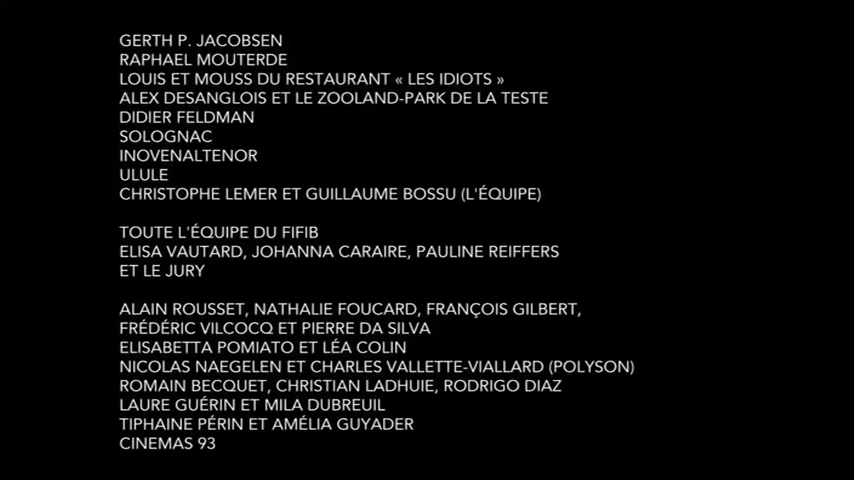 GERTH P. JACOBSEN
RAPHAEL MOUTERDE
LOUIS ET MOUSS DU RESTAURANT « LES IDIOTS »
ALEX DESANGLOIS ET LE ZOOLAND-PARK DE LA TESTE
DIDIER FELDMAN
SOLOGNAC
INOVENALTENOR
ULULE
CHRISTOPHE LEMER ET GUILLAUME BOSSU (L'ÉQUIPE)
TOUTE L'ÉQUIPE DU FIFIB
ELISA VAUTARD, JOHANNA CARAIRE, PAULINE REIFFERS
ET LE JURY
ALAIN ROUSSET, NATHALIE FOUCARD, FRANÇOIS GILBERT,
FRÉDÉRIC VILCOCQ ET PIERRE DA SILVA
ELISABETTA POMIATO ET LÉA COLIN
NICOLAS NAEGELEN ET CHARLES VALLETTE-VIALLARD (POLYSON)
ROMAIN BECQUET, CHRISTIAN LADHUIE, RODRIGO DIAZ
LAURE GUÉRIN ET MILA DUBREUIL
TIPHAINE PÉRIN ET AMÉLIA GUYADER
CINEMAS 93